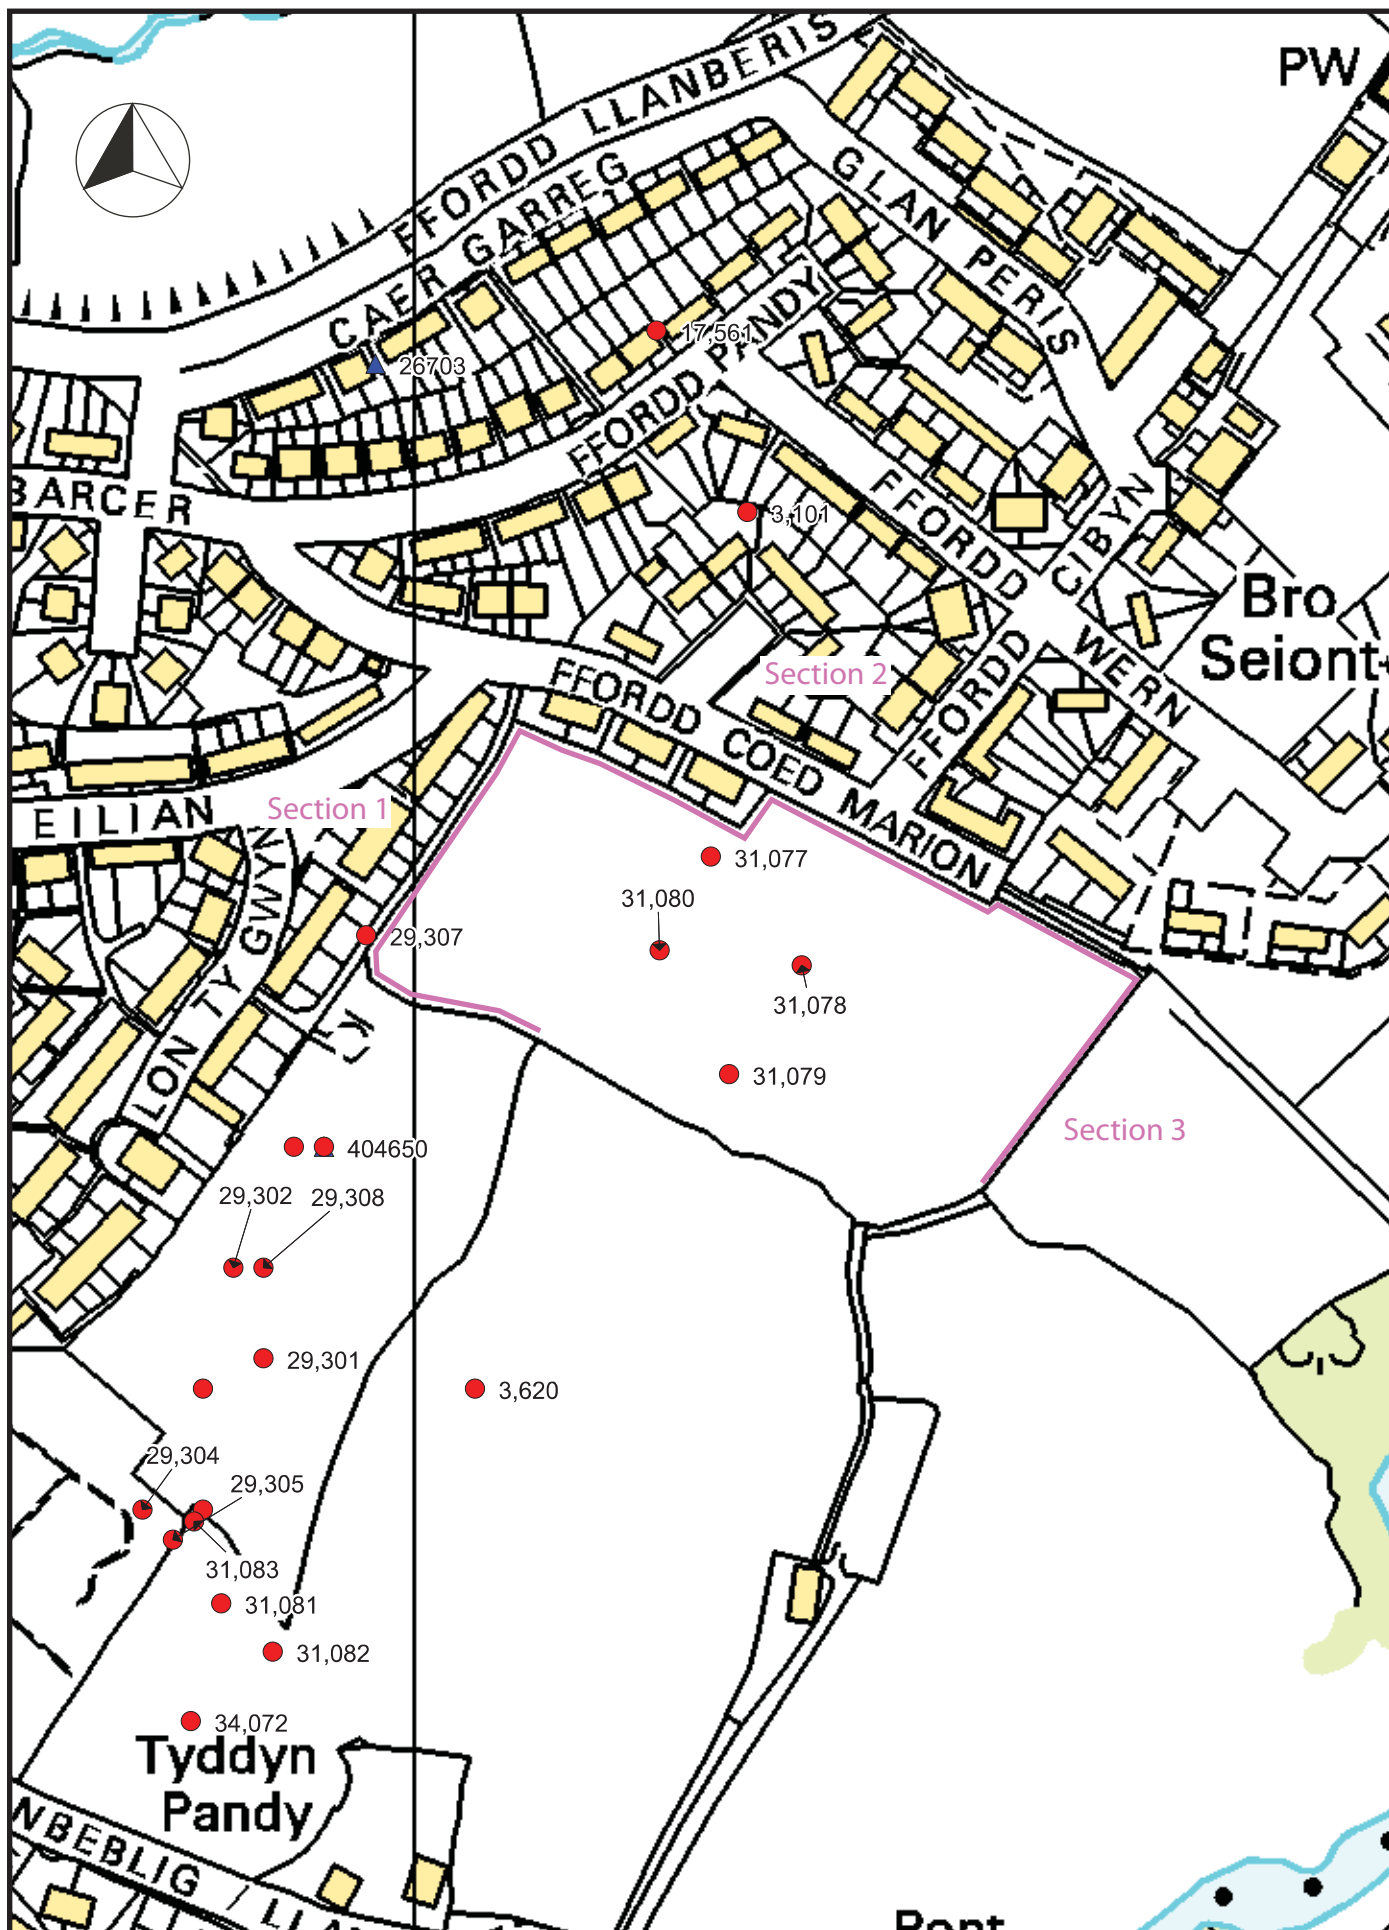 PW
FFORDD LLANBERIS
CAER GARREG
GLAN PERIS
17,561
26703
FFORDD PANDY
BARCER
3,101
FFORDD WERN
FFORDD CIBYN
Bro
Seiont
Section 2
FFORDD COED MARION
Section 1
EILIAN
LON TY GWYN
31,077
31,080
29,307
31,078
31,079
Section 3
404650
29,302
29,308
29,301
3,620
29,304
29,305
31,083
31,081
31,082
34,072
Tyddyn
Pandy
NBEBLIG / LLA
Pont